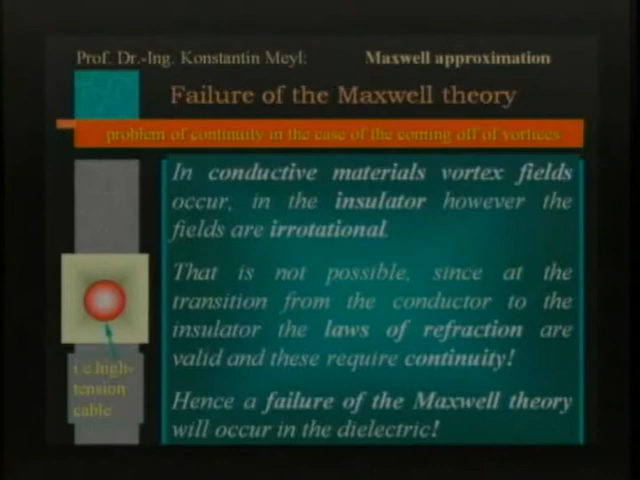 Prof. Dr.-Ing. Konstantin Meyl: Maxwell approximation
Failure of the Maxwell theory
problem of continuity in the case of the coming off of vortices
In conductive materials vortex fields
occur, in the insulator however the
fields are irrotational.
That is not possible, since at the
transition from the conductor to the
insulator the laws of refraction are
valid and these require continuity!
Hence a failure of the Maxwell theory
will occur in the dielectric!
i.e.high-
tension
cable